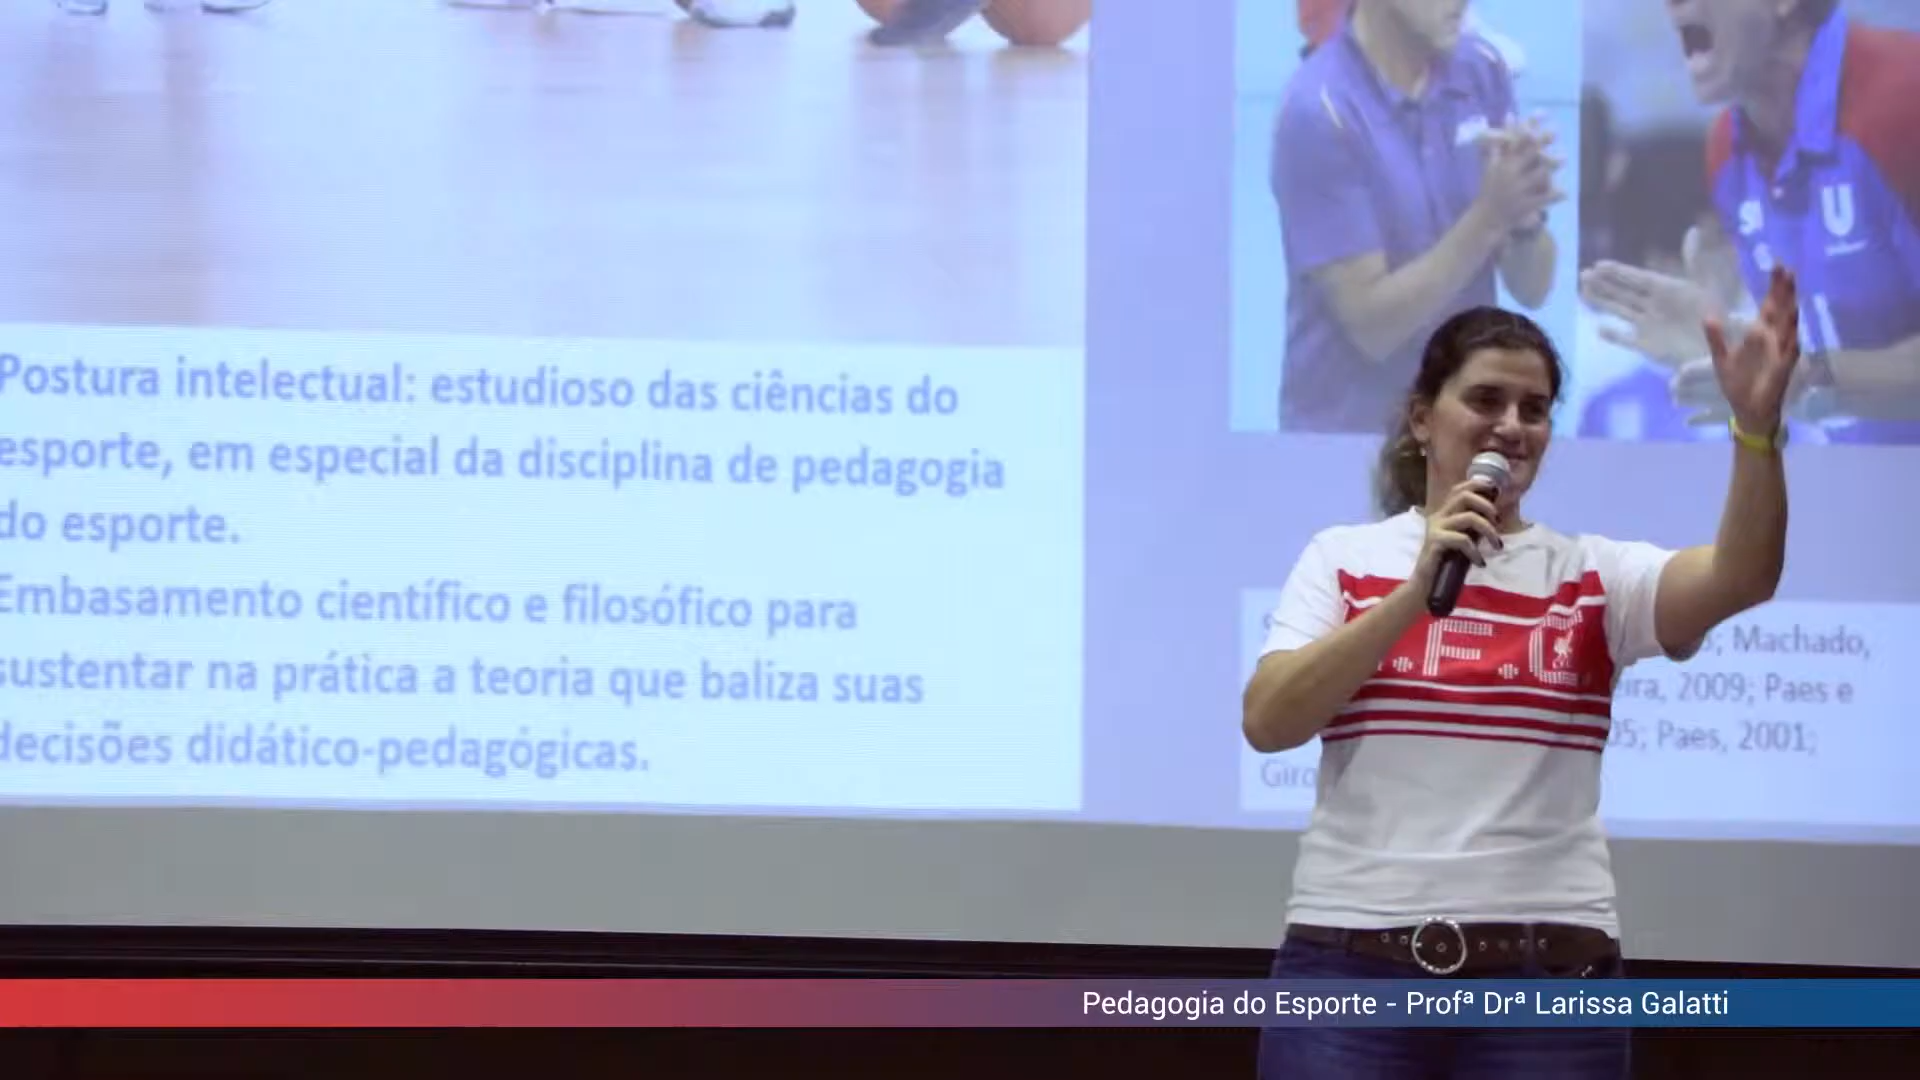 Postura intelectual: estudioso das ciências do
esporte, em especial da disciplina de pedagogia
do esporte.
Embasamento científico e filosófico para
sustentar na prática a teoria que baliza suas
decisões didático-pedagógicas.
U
Machado,
2009; Paes e
Paes, 2001;
.F.C.
Pedagogia do Esporte - Profª Drª Larissa Galatti